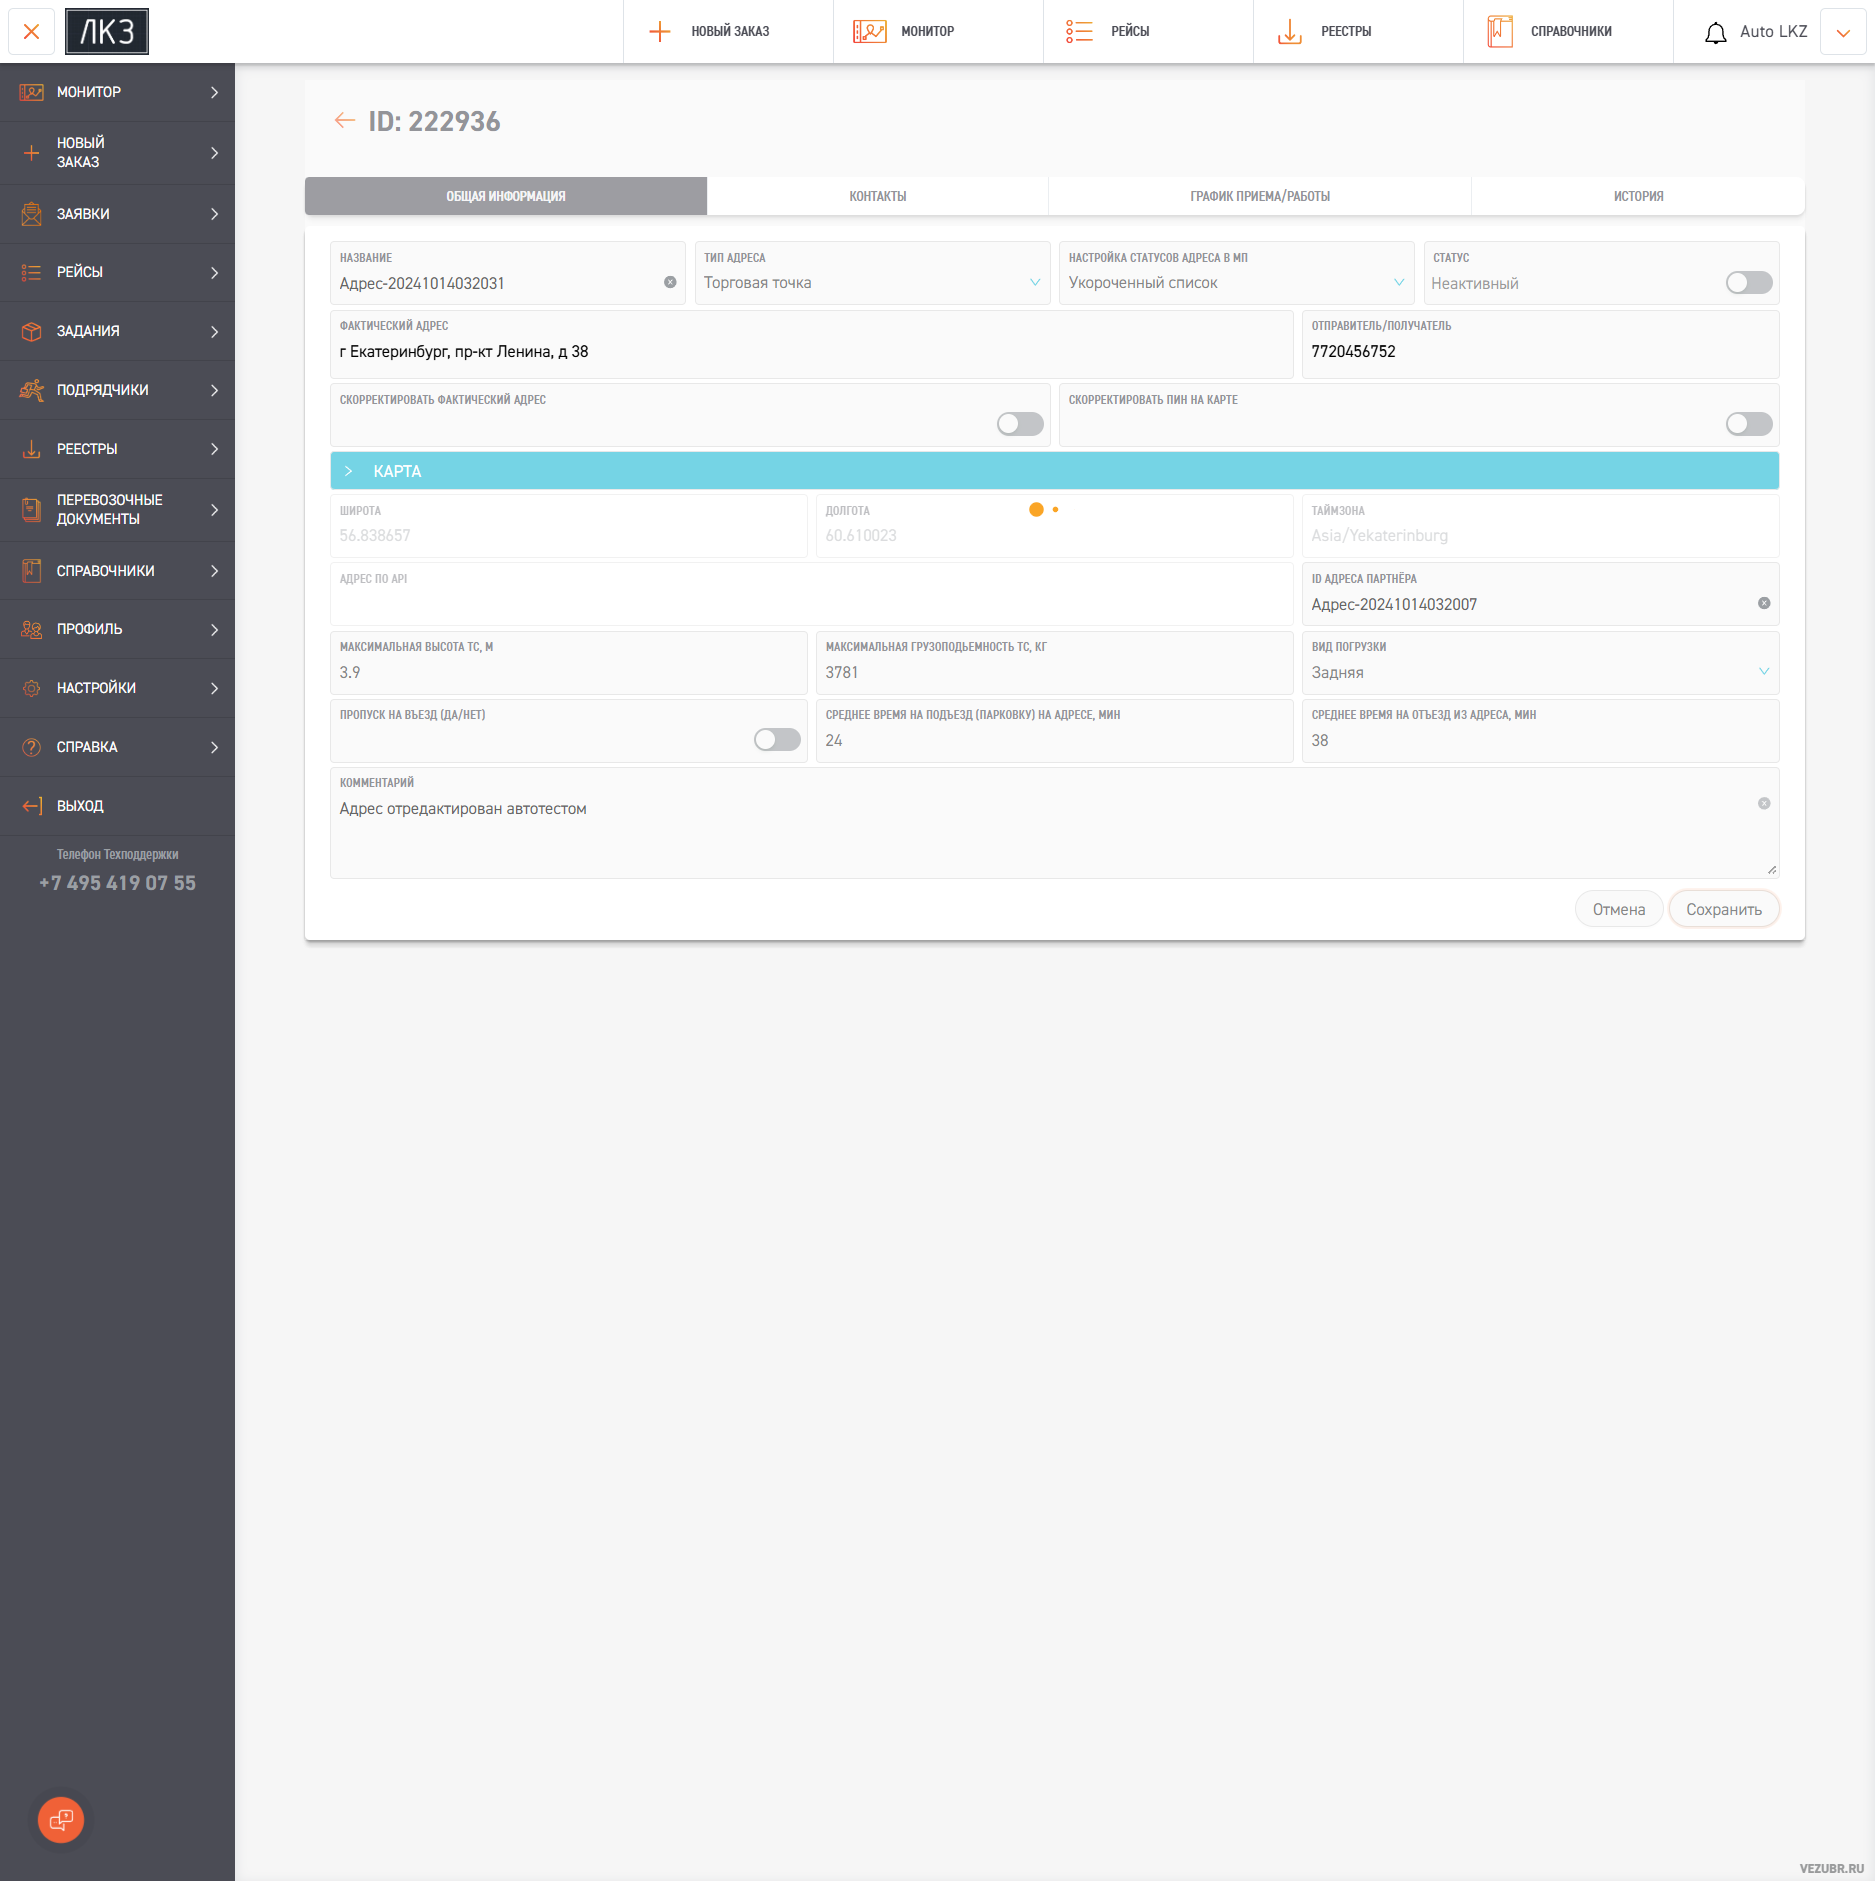 ЛКЗ
НОВЫЙ ЗАКАЗ
МОНИТОР
РЕЙСЫ
РЕЕСТРЫ
СПРАВОЧНИКИ
Auto LKZ
МОНИТОР
НОВЫЙ
ЗАКАЗ
ЗАЯВКИ
РЕЙСЫ
ЗАДАНИЯ
ПОДРЯДЧИКИ
РЕЕСТРЫ
ПЕРЕВОЗОЧНЫЕ
ДОКУМЕНТЫ
СПРАВОЧНИКИ
ПРОФИЛЬ
НАСТРОЙКИ
СПРАВКА
ВЫХОД
Телефон Техподдержки
+7 495 419 07 55
ID: 222936
ОБЩАЯ ИНФОРМАЦИЯ
КОНТАКТЫ
ГРАФИК ПРИЕМА/РАБОТЫ
ИСТОРИЯ
НАЗВАНИЕ
Адрес-20241014032031
ТИП АДРЕСА
Торговая точка
НАСТРОЙКА СТАТУСОВ АДРЕСА В МП
Укороченный список
СТАТУС
Неактивный
ФАКТИЧЕСКИЙ АДРЕС
г Екатеринбург, пр-кт Ленина, д 38
ОТПРАВИТЕЛЬ/ПОЛУЧАТЕЛЬ
7720456752
СКОРРЕКТИРОВАТЬ ФАКТИЧЕСКИЙ АДРЕС
СКОРРЕКТИРОВАТЬ ПИН НА КАРТЕ
КАРТА
ШИРОТА
56.838657
ДОЛГОТА
60.610023
ТАЙМЗОНА
Asia/Yekaterinburg
АДРЕС ПО API
ID АДРЕСА ПАРТНЁРА
Адрес-20241014032007
МАКСИМАЛЬНАЯ ВЫСОТА ТС, М
3.9
МАКСИМАЛЬНАЯ ГРУЗОПОДЪЕМНОСТЬ ТС, КГ
3781
ВИД ПОГРУЗКИ
Задняя
ПРОПУСК НА ВЪЕЗД (ДА/НЕТ)
СРЕДНЕЕ ВРЕМЯ НА ПОДЪЕЗД (ПАРКОВКУ) НА АДРЕСЕ, МИН
24
СРЕДНЕЕ ВРЕМЯ НА ОТЪЕЗД ИЗ АДРЕСА, МИН
38
КОММЕНТАРИЙ
Адрес отредактирован автотестом
Отмена
Сохранить
VEZUBR.RU